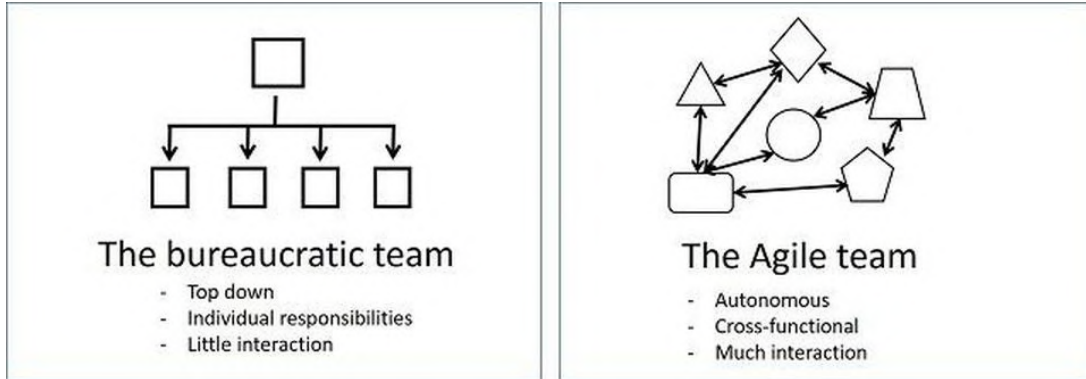 The bureaucratic team
- Top down
- Individual responsibilities
- Little interaction
The Agile team
- Autonomous
- Cross-functional
- Much interaction